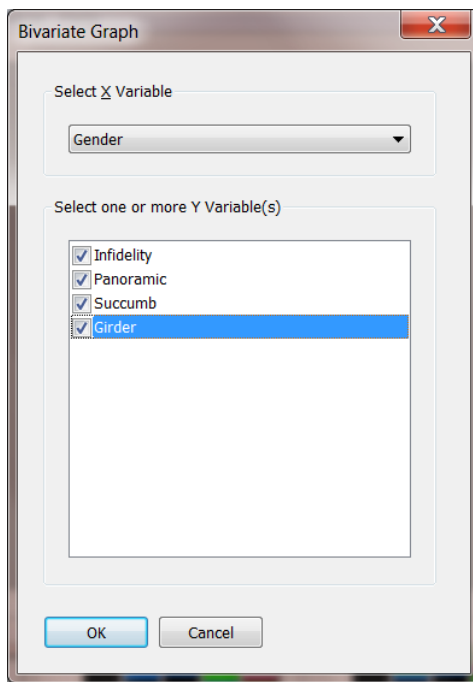 Bivariate Graph
X
Select X Variable
Gender
Select one or more Y Variable(s)
Infidelity
Panoramic
Succumb
Girder
OK
Cancel